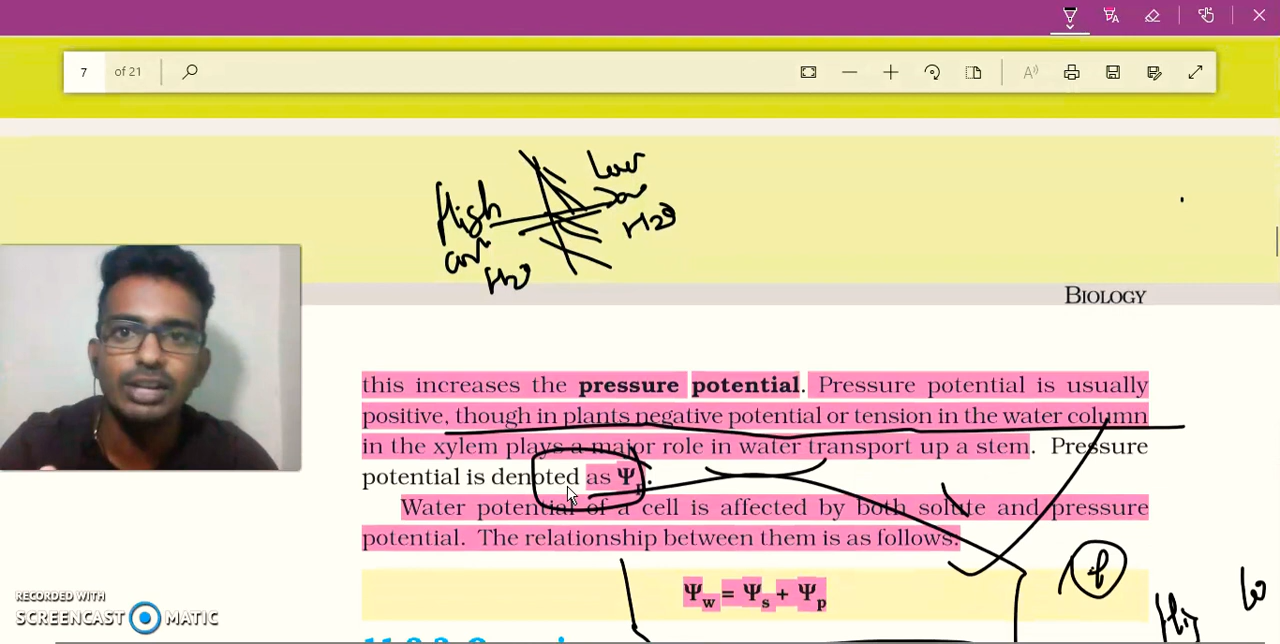 7 of 21
High Low
H2O
H2O
BIOLOGY
this increases the pressure potential. Pressure potential is usually
positive, though in plants negative potential or tension in the water column
in the xylem plays a major role in water transport up a stem. Pressure
potential is denoted as Ψp.
Water potential of a cell is affected by both solute and pressure
potential. The relationship between them is as follows:
Ψw = Ψs + Ψp
RECORDED WITH
SCREENCAST MATIC